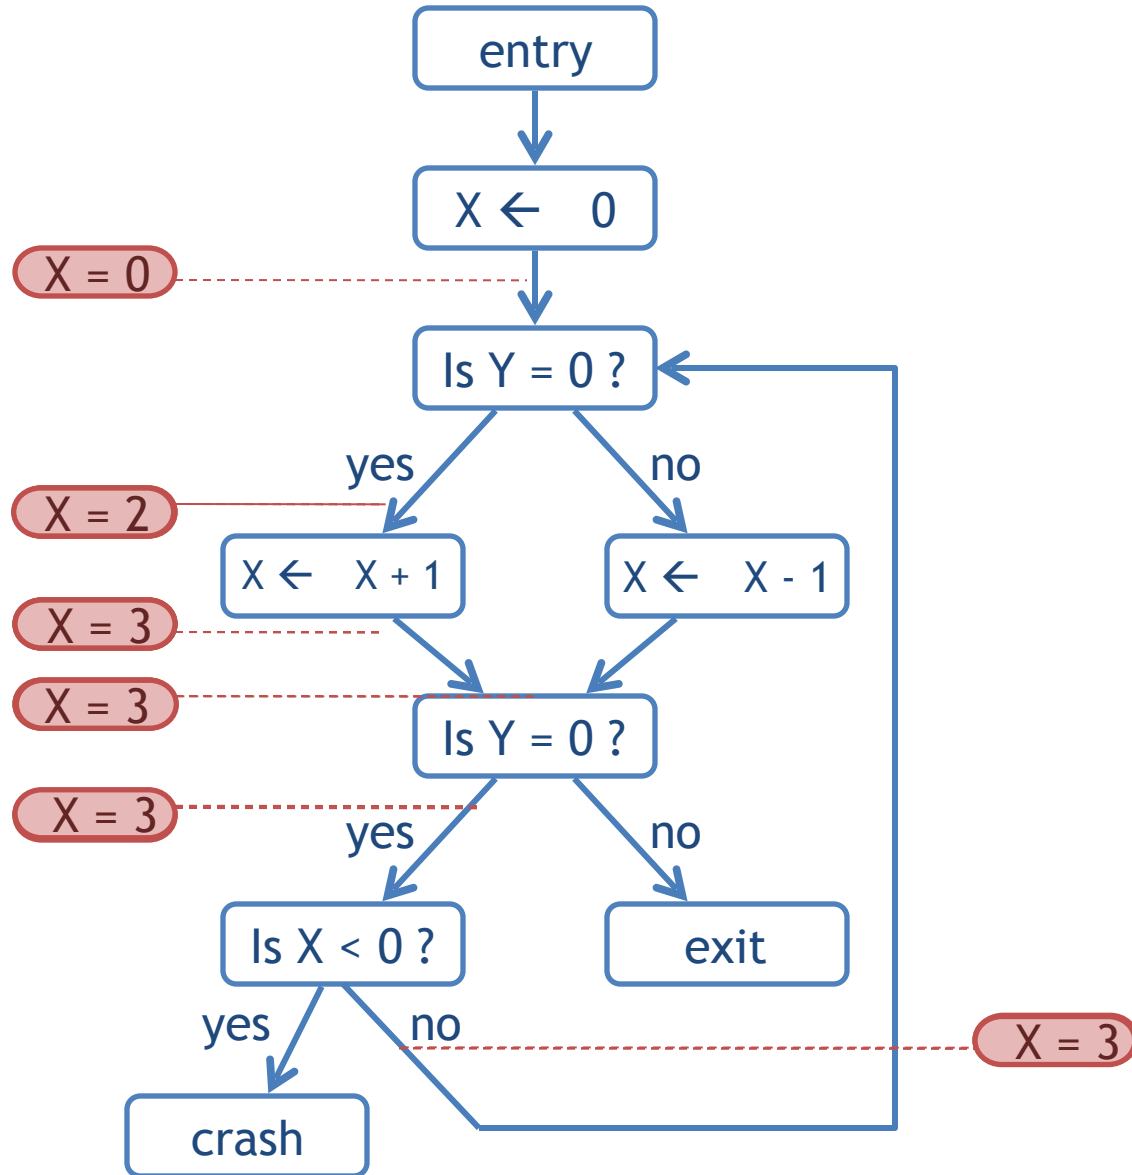 entry
X ← 0
X = 0
Is Y = 0 ?
yes
no
X = 2
X ← X + 1
X ← X - 1
X = 3
X = 3
Is Y = 0 ?
X = 3
yes
no
Is X < 0 ?
exit
yes
no
X = 3
crash